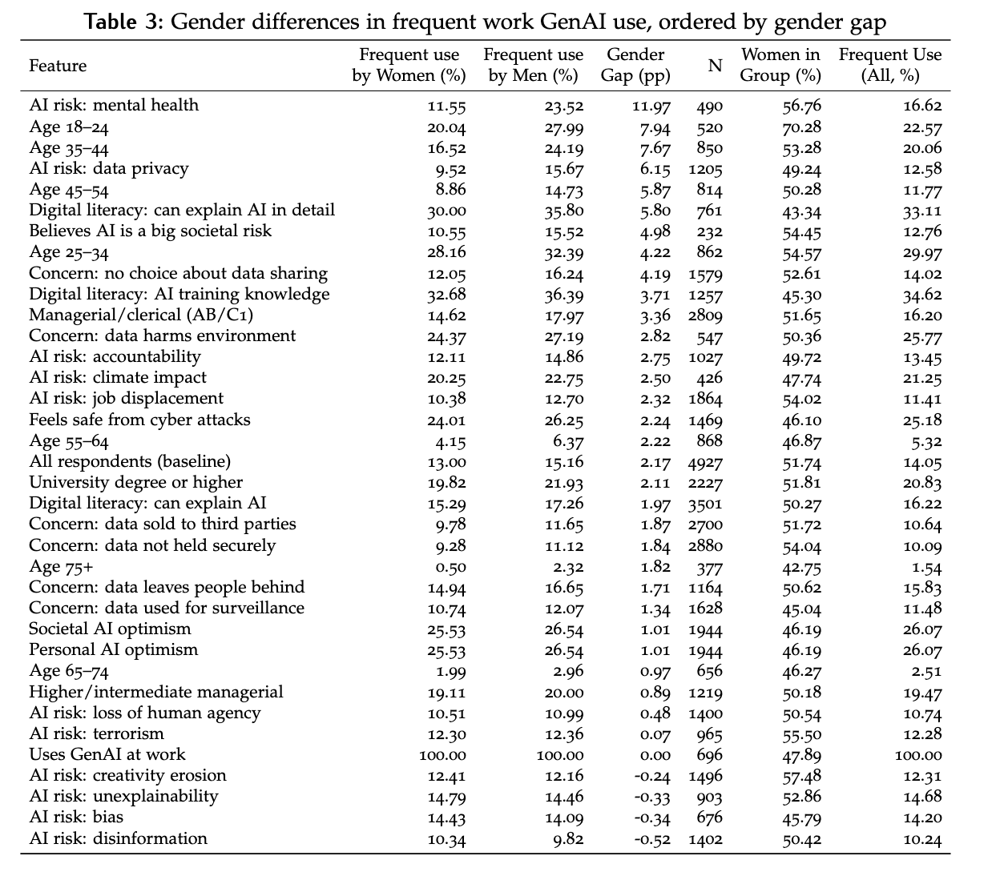 Table 3: Gender differences in frequent work GenAI use, ordered by gender gap
Feature Frequent use by Women (%) Frequent use by Men (%) Gender Gap (pp) N Women in Group (%) Frequent Use (All, %)
AI risk: mental health 11.55 23.52 11.97 490 56.76 16.62
Age 18–24 20.04 27.99 7.94 520 70.28 22.57
Age 35–44 16.52 24.19 7.67 850 53.28 20.06
AI risk: data privacy 9.52 15.67 6.15 1205 49.24 12.58
Age 45–54 8.86 14.73 5.87 814 50.28 11.77
Digital literacy: can explain AI in detail 30.00 35.80 5.80 761 43.34 33.11
Believes AI is a big societal risk 10.55 15.52 4.98 232 54.45 12.76
Age 25–34 28.16 32.39 4.22 862 54.57 29.97
Concern: no choice about data sharing 12.05 16.24 4.19 1579 52.61 14.02
Digital literacy: AI training knowledge 32.68 36.39 3.71 1257 45.30 34.62
Managerial/clerical (AB/C1) 14.62 17.97 3.36 2809 51.65 16.20
Concern: data harms environment 24.37 27.19 2.82 547 50.36 25.77
AI risk: accountability 12.11 14.86 2.75 1027 49.72 13.45
AI risk: climate impact 20.25 22.75 2.50 426 47.74 21.25
AI risk: job displacement 10.38 12.70 2.32 1864 54.02 11.41
Feels safe from cyber attacks 24.01 26.25 2.24 1469 46.10 25.18
Age 55–64 4.15 6.37 2.22 868 46.87 5.32
All respondents (baseline) 13.00 15.16 2.17 4927 51.74 14.05
University degree or higher 19.82 21.93 2.11 2227 51.81 20.83
Digital literacy: can explain AI 15.29 17.26 1.97 3501 50.27 16.22
Concern: data sold to third parties 9.78 11.65 1.87 2700 51.72 10.64
Concern: data not held securely 9.28 11.12 1.84 2880 54.04 10.09
Age 75+ 0.50 2.32 1.82 377 42.75 1.54
Concern: data leaves people behind 14.94 16.65 1.71 1164 50.62 15.83
Concern: data used for surveillance 10.74 12.07 1.34 1628 45.04 11.48
Societal AI optimism 25.53 26.54 1.01 1944 46.19 26.07
Personal AI optimism 25.53 26.54 1.01 1944 46.19 26.07
Age 65–74 1.99 2.96 0.97 656 46.27 2.51
Higher/intermediate managerial 19.11 20.00 0.89 1219 50.18 19.47
AI risk: loss of human agency 10.51 10.99 0.48 1400 50.54 10.74
AI risk: terrorism 12.30 12.36 0.07 965 55.50 12.28
Uses GenAI at work 100.00 100.00 0.00 696 47.89 100.00
AI risk: creativity erosion 12.41 12.16 -0.24 1496 57.48 12.31
AI risk: unexplainability 14.79 14.46 -0.33 903 52.86 14.68
AI risk: bias 14.43 14.09 -0.34 676 45.79 14.20
AI risk: disinformation 10.34 9.82 -0.52 1402 50.42 10.24